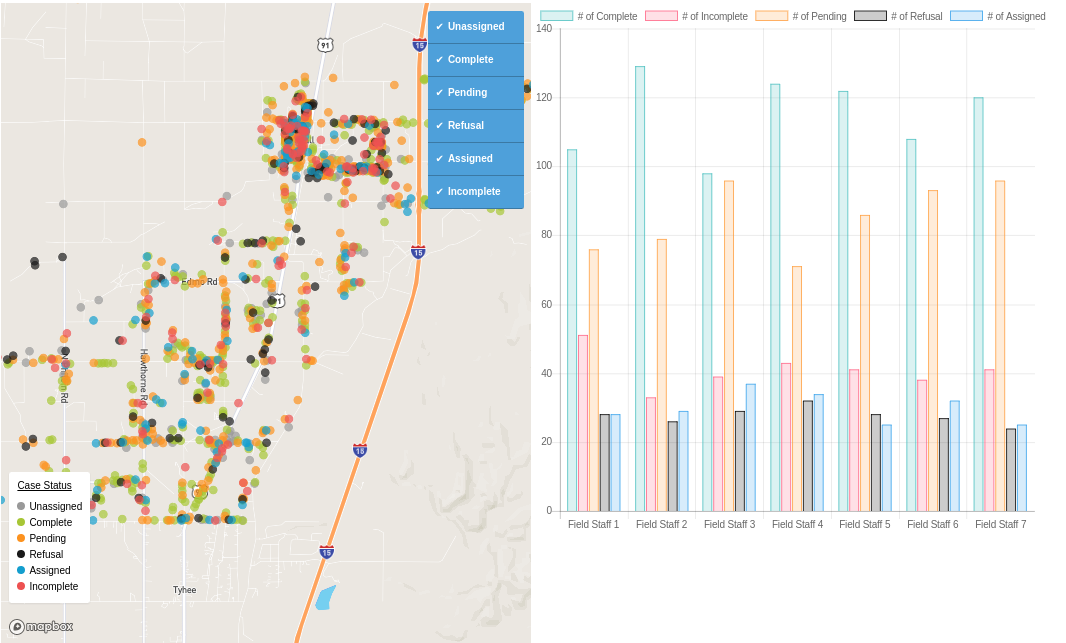 91
15
✔ Unassigned
✔ Complete
✔ Pending
✔ Refusal
✔ Assigned
✔ Incomplete
15
Edmo Rd
91
Hawthorne Rd
Rd
15
Case Status
Unassigned
Complete
Pending
Refusal
Assigned
Incomplete
15
Tyhee
mapbox
# of Complete # of Incomplete # of Pending # of Refusal # of Assigned
140
120
100
80
60
40
20
0
Field Staff 1 Field Staff 2 Field Staff 3 Field Staff 4 Field Staff 5 Field Staff 6 Field Staff 7